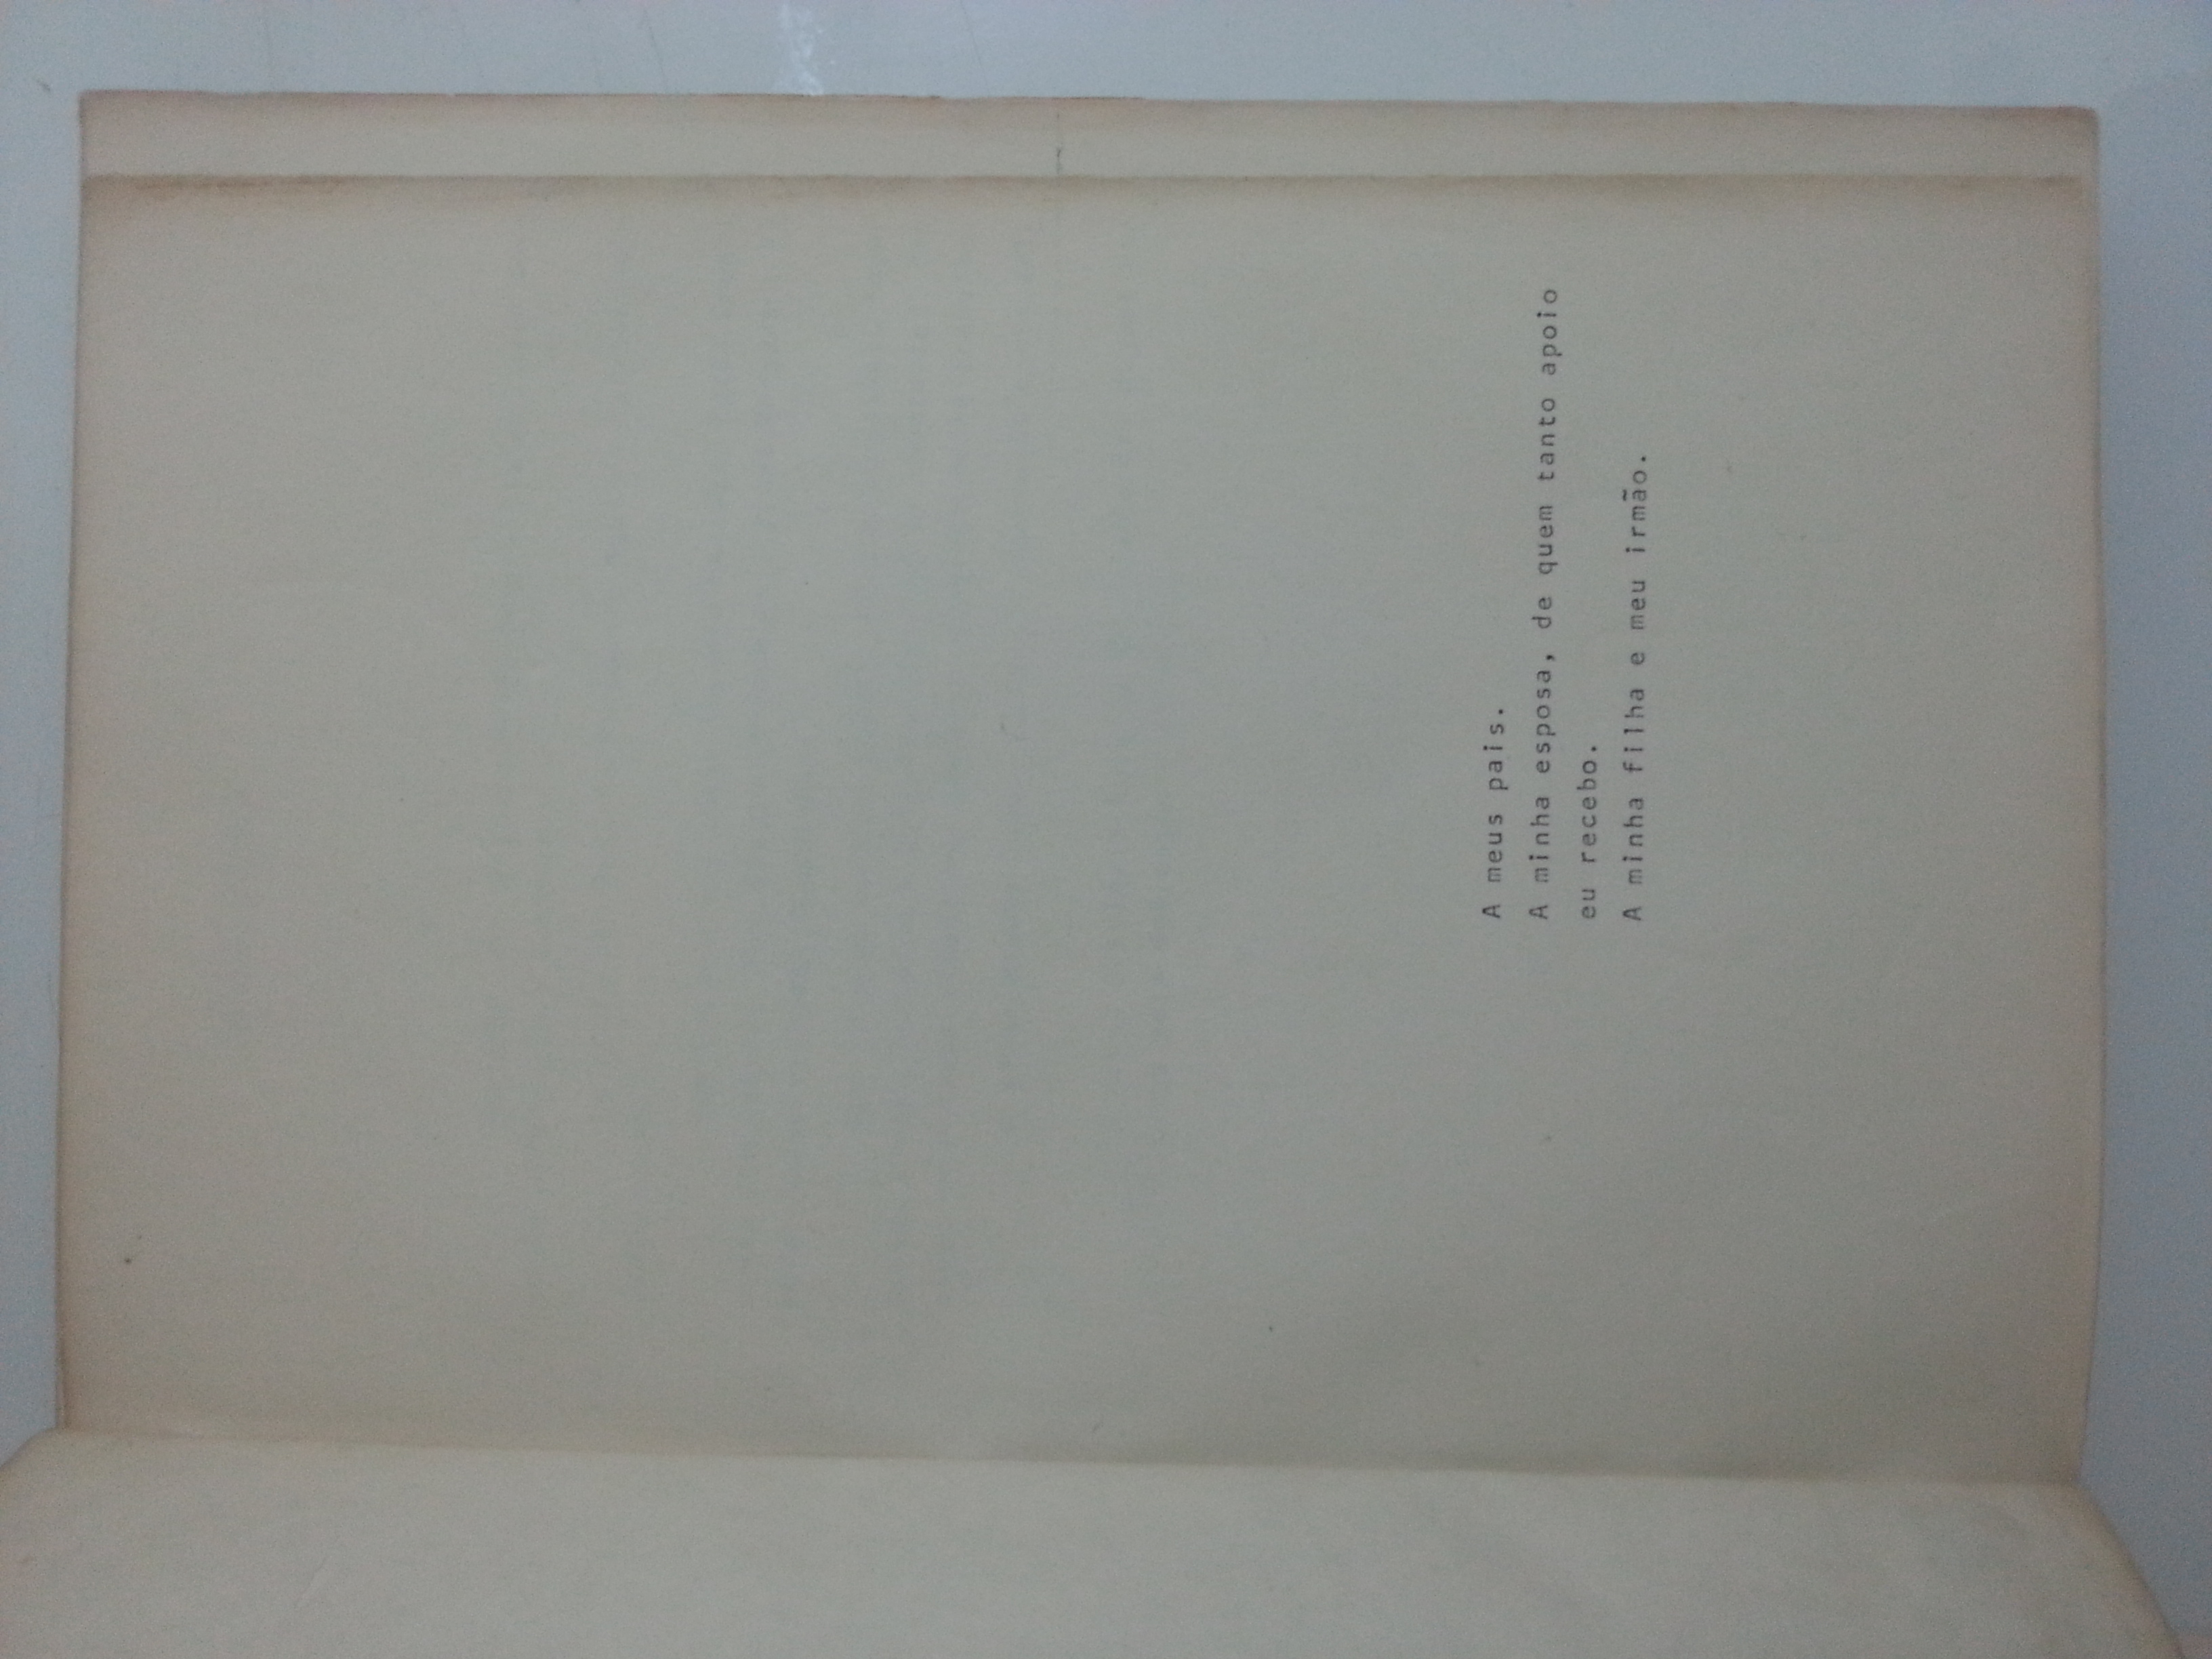 A meus pais.
A minha esposa, de quem tanto apoio
eu recebo.
A minha filha e meu irmão.